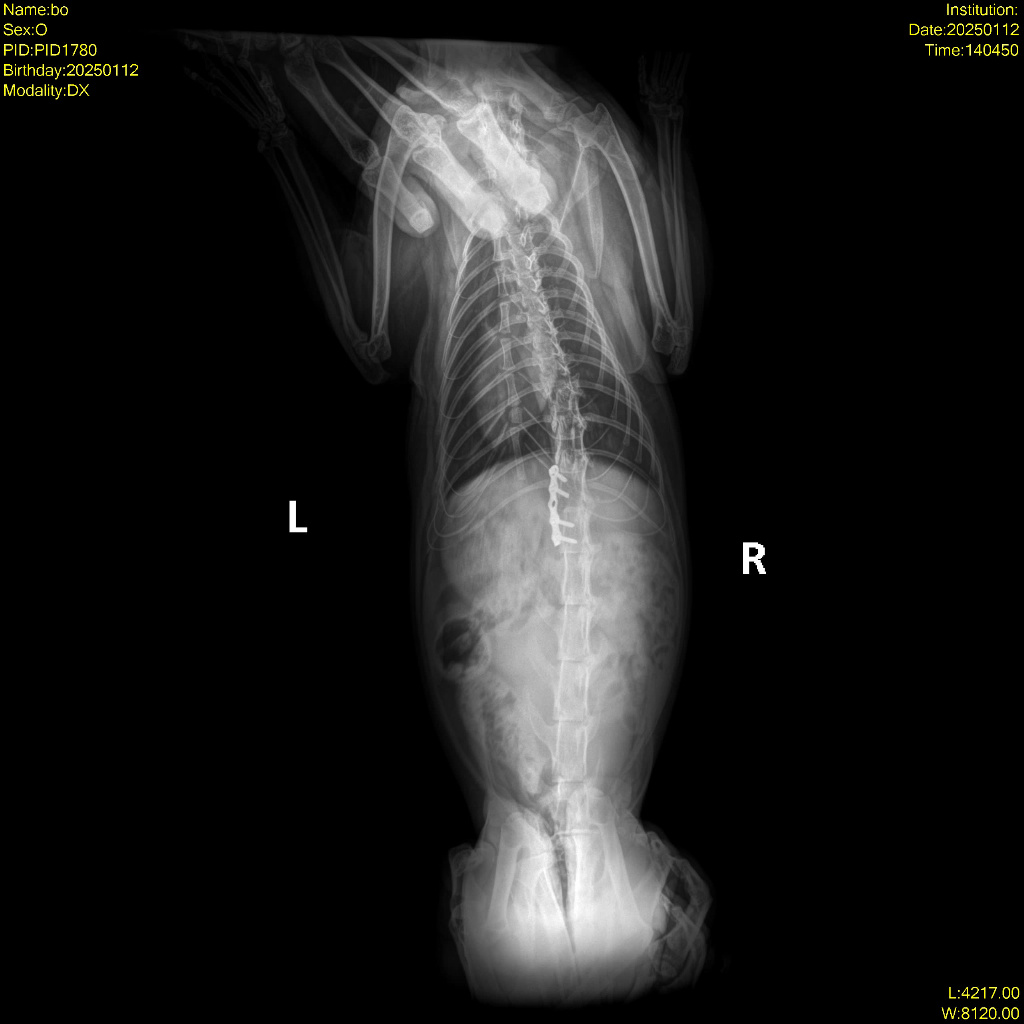 Name:bo
Sex:O
PID:PID1780
Birthday:20250112
Modality:DX
Institution:
Date:20250112
Time:140450
L
R
L:4217.00
W:8120.00